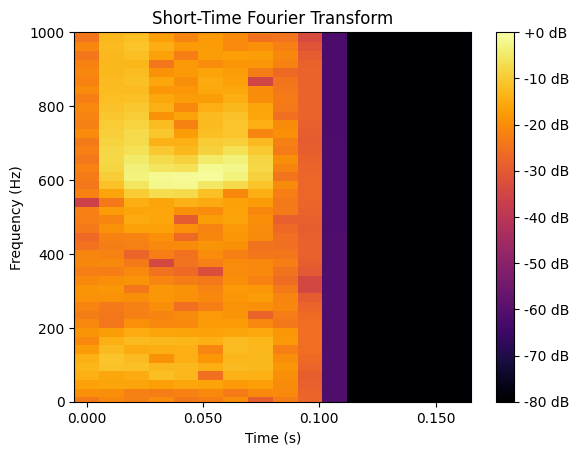 Short-Time Fourier Transform
1000
800
600
400
200
0
Frequency (Hz)
0.000
0.050
0.100
0.150
Time (s)
+0 dB
-10 dB
-20 dB
-30 dB
-40 dB
-50 dB
-60 dB
-70 dB
-80 dB